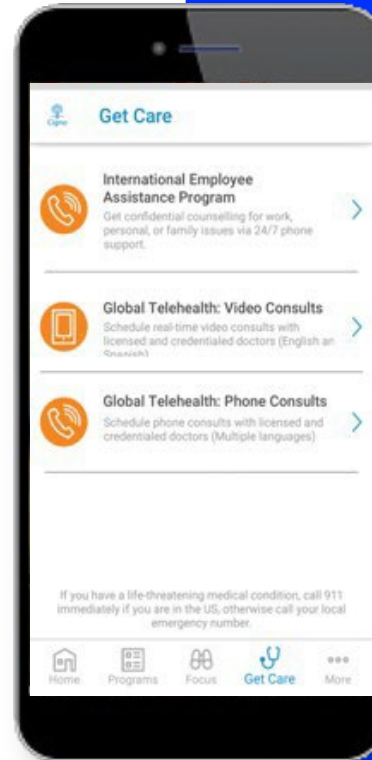 Get Care
International Employee
Assistance Program
Get confidential counselling for work,
personal, or family issues via 24/7 phone
support.
Global Telehealth: Video Consults
Schedule real-time video consults with
licensed and credentialed doctors (English an
Spanish)
Global Telehealth: Phone Consults
Schedule phone consults with licensed and
credentialed doctors (Multiple languages)
If you have a life-threatening medical condition, call 911
immediately if you are in the US, otherwise call your local
emergency number.
Home Programs Focus Get Care More